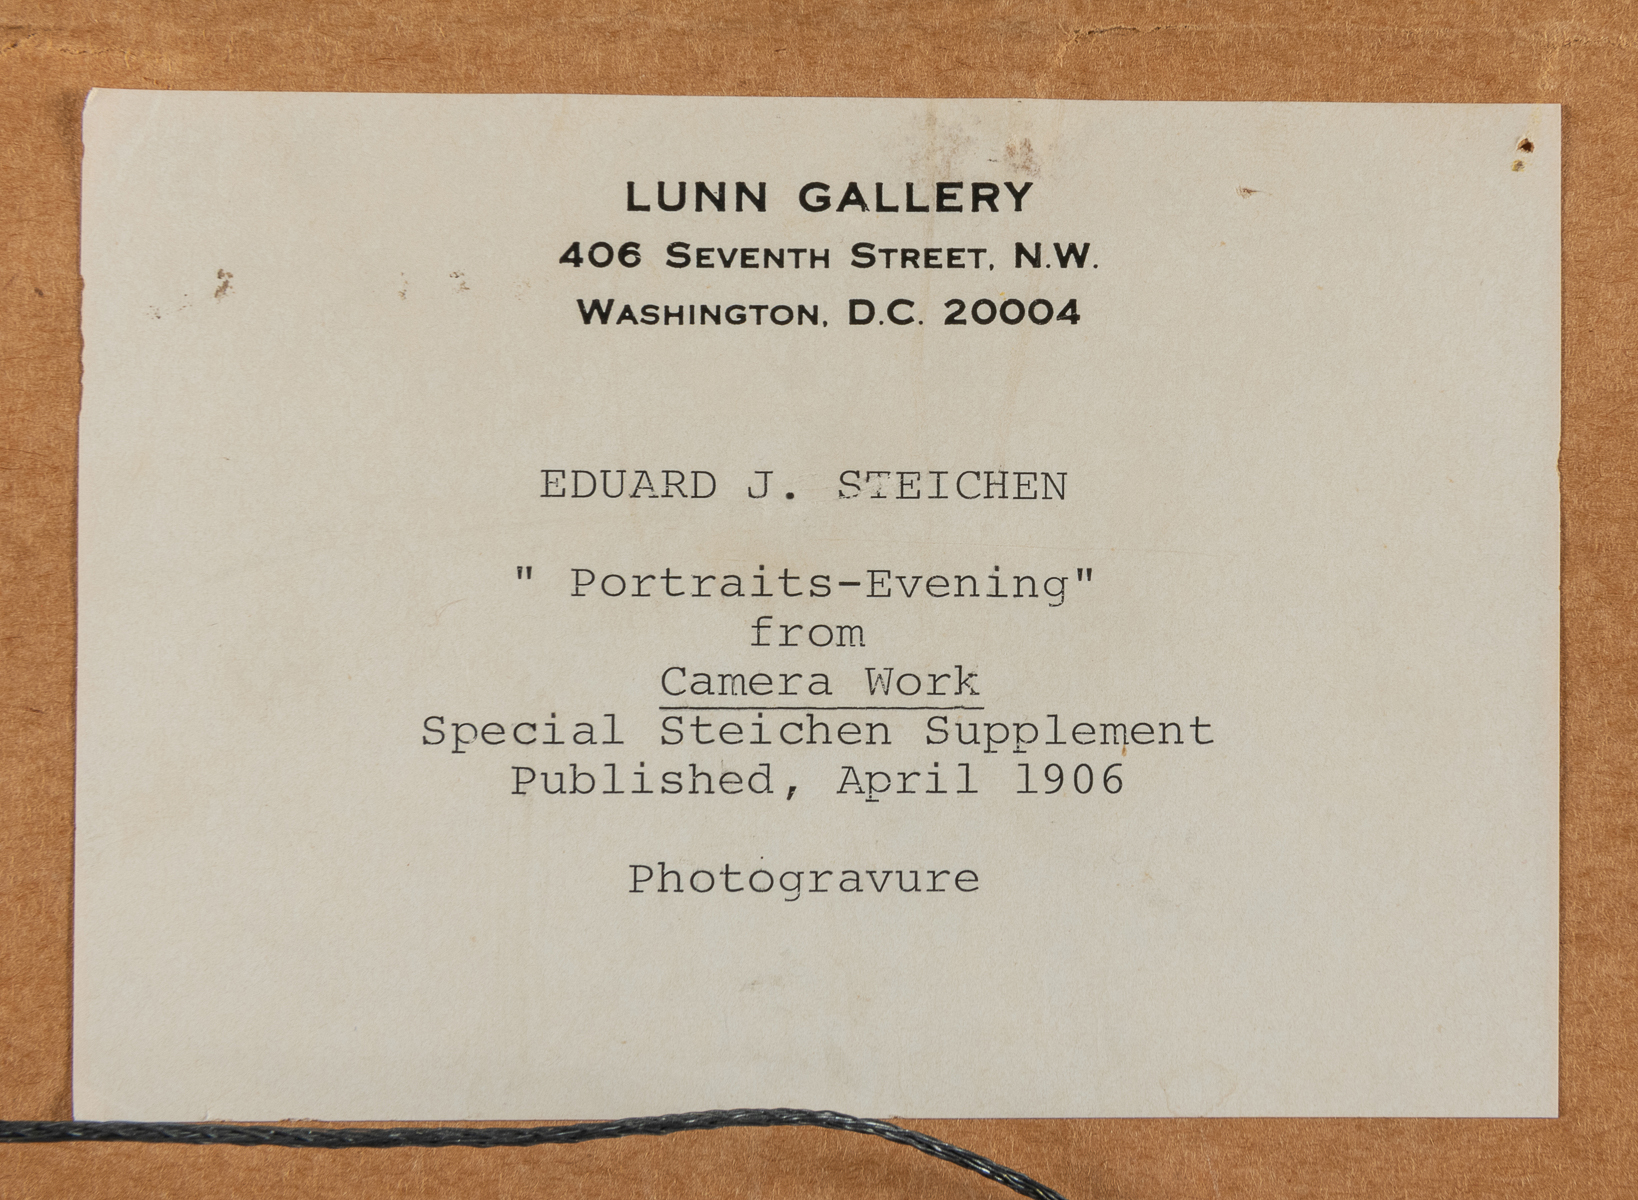 LUNN GALLERY
406 SEVENTH STREET, N.W.
WASHINGTON, D.C. 20004
EDUARD J. STEICHEN
" Portraits-Evening"
from
Camera Work
Special Steichen Supplement
Published, April 1906
Photogravure